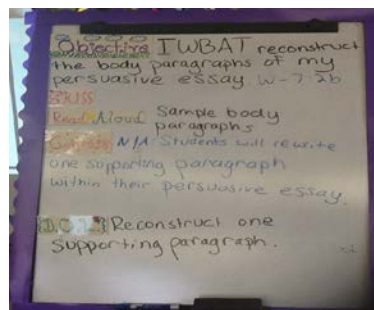 Objective IWBAT reconstruct
the body paragraphs of my
persuasive essay W-7.2b
Read Aloud Sample body
paragraphs
N/A: Students will rewrite
one supporting paragraph
within their persuasive essay.
Reconstruct one
supporting paragraph.